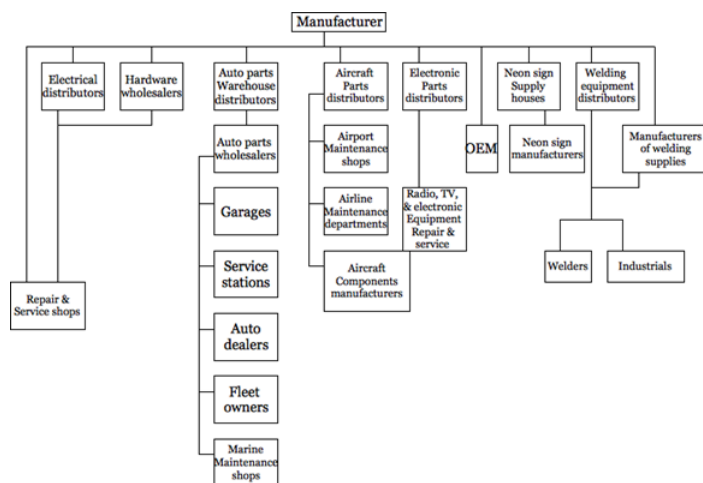 Manufacturer
Electrical
distributors
Hardware
wholesalers
Auto parts
Warehouse
distributors
Aircraft
Parts
distributors
Electronic
Parts
distributors
Neon sign
Supply
houses
Welding
equipment
distributors
Auto parts
wholesalers
Airport
Maintenance
shops
OEM
Neon sign
manufacturers
Manufacturers
of welding
supplies
Garages
Airline
Maintenance
departments
Radio, TV,
& electronic
Equipment
Repair &
service
Service
stations
Aircraft
Components
manufacturers
Welders
Industrials
Repair &
Service shops
Auto
dealers
Fleet
owners
Marine
Maintenance
shops